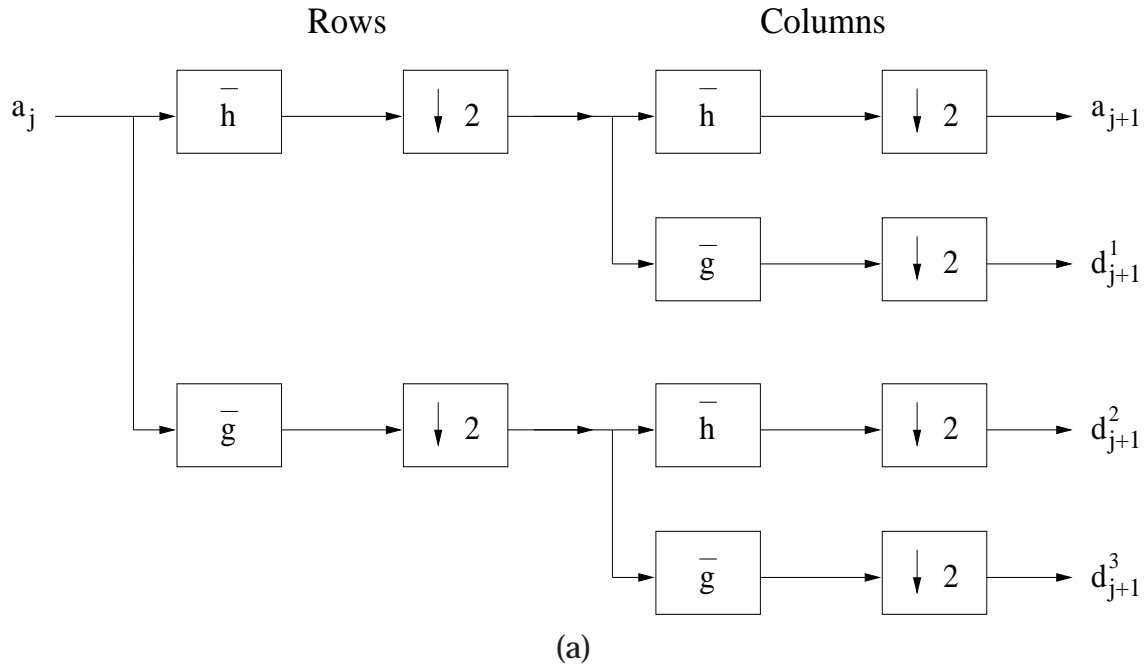 Rows Columns
a_j h̅ ↓ 2 h̅ ↓ 2 a_{j+1}
g̅ ↓ 2 d^1_{j+1}
g̅ ↓ 2 h̅ ↓ 2 d^2_{j+1}
g̅ ↓ 2 d^3_{j+1}
(a)